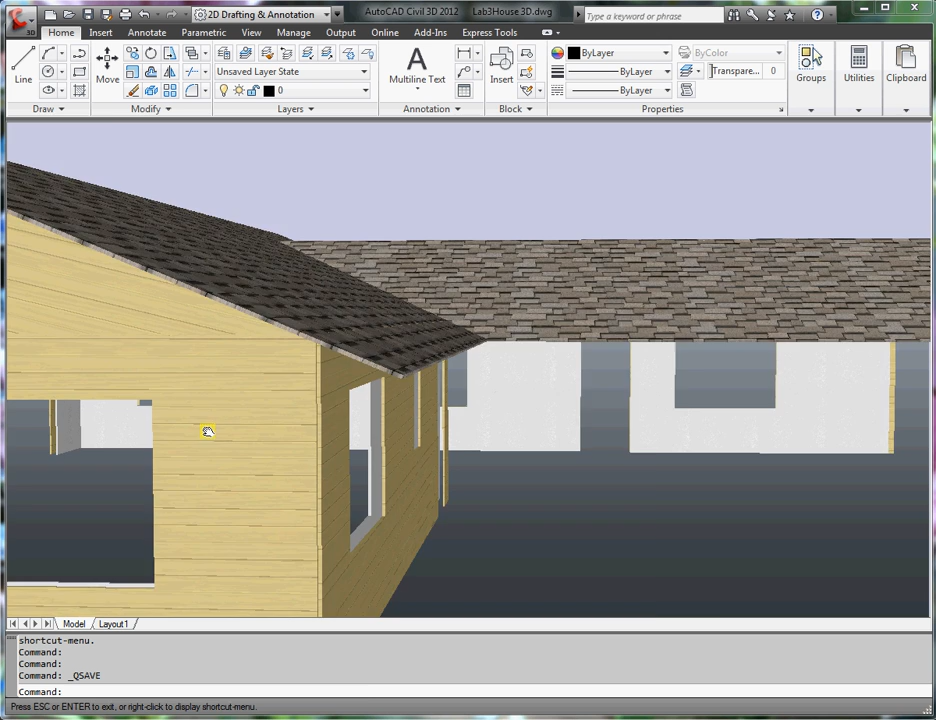 2D Drafting & Annotation
AutoCAD Civil 3D 2012 Lab3House 3D.dwg
Type a keyword or phrase
3D
Home Insert Annotate Parametric View Manage Output Online Add-Ins Express Tools
Line
Move
Unsaved Layer State
0
A
Multiline Text
Insert
ByLayer
ByLayer
ByLayer
ByColor
Transpare... 0
Groups
Utilities
Clipboard
Draw Modify Layers Annotation Block Properties
Model Layout1
shortcut-menu.
Command:
Command:
Command: _QSAVE
Command:
Press ESC or ENTER to exit, or right-click to display shortcut-menu.